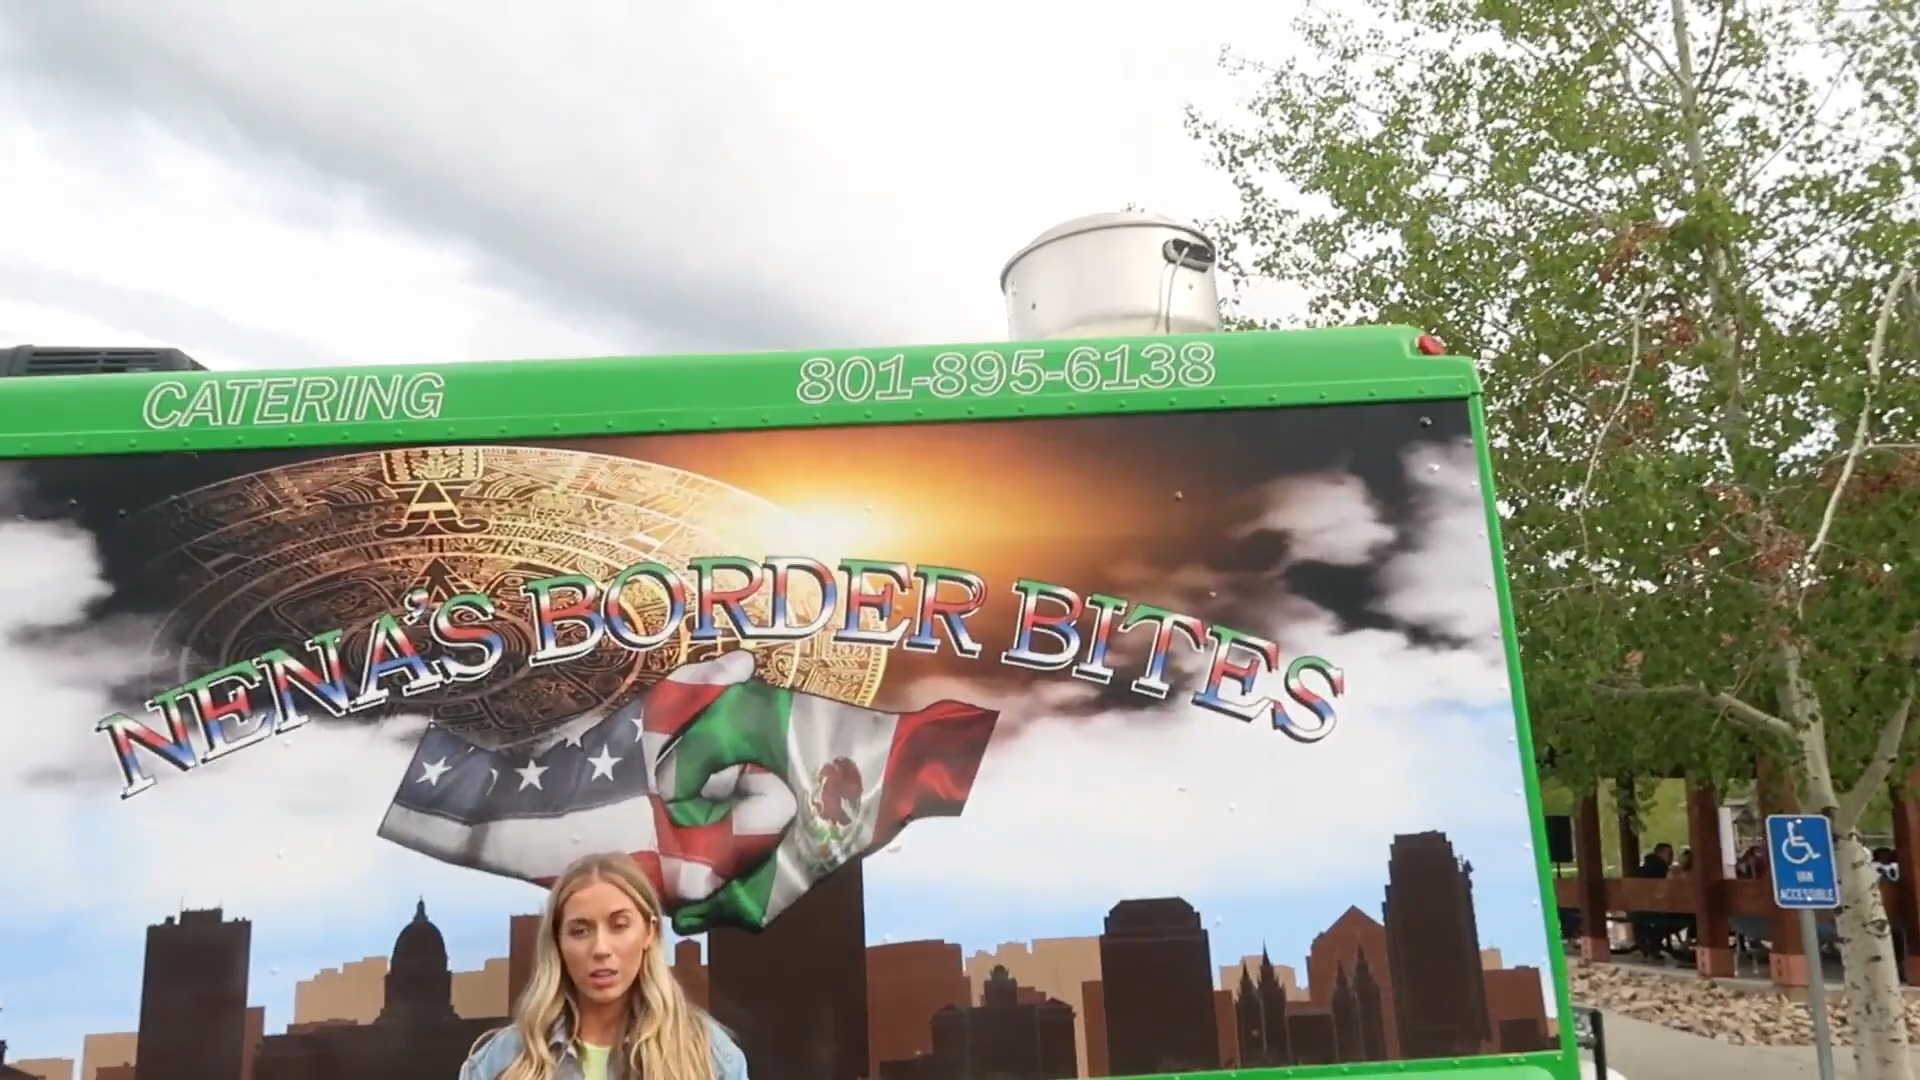 CATERING 801-895-6138
NENA'S BORDER BITES
VAN
ACCESSIBLE